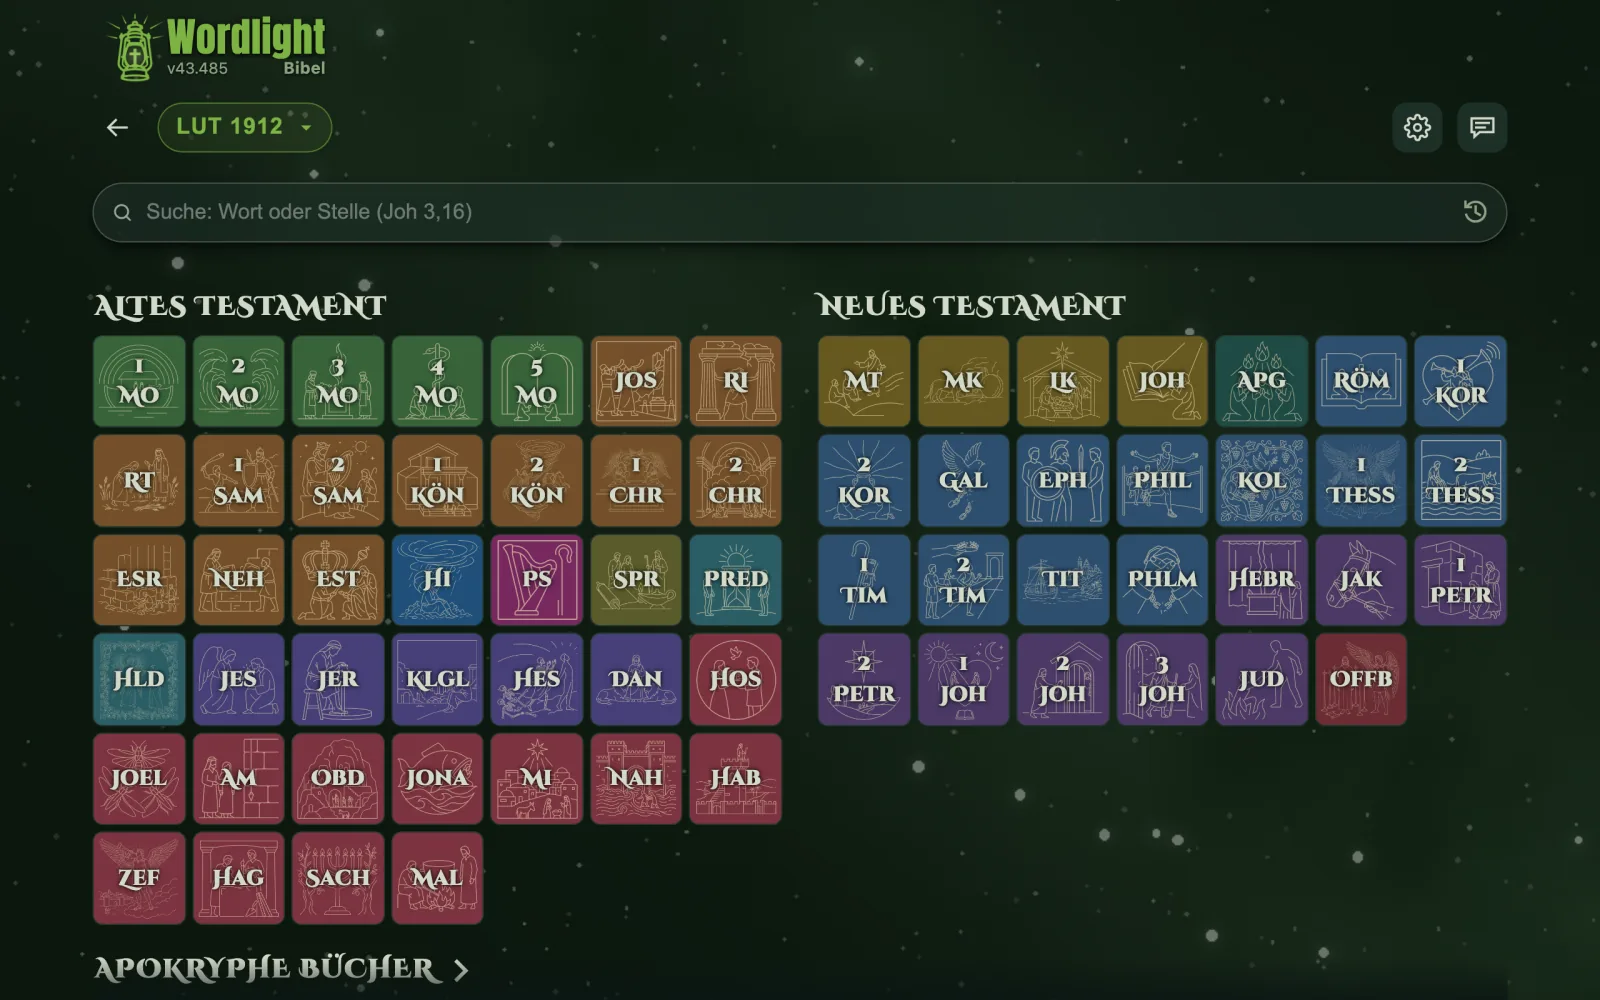 Wordlight
v43.485 Bibel
LUT 1912
Suche: Wort oder Stelle (Joh 3,16)
ALTES TESTAMENT
1 MO
2 MO
3 MO
4 MO
5 MO
JOS
RI
RT
1 SAM
2 SAM
1 KÖN
2 KÖN
1 CHR
2 CHR
ESR
NEH
EST
HI
PS
SPR
PRED
HLD
JES
JER
KLGL
HES
DAN
HOS
JOEL
AM
OBD
JONA
MI
NAH
HAB
ZEF
HAG
SACH
MAL
NEUES TESTAMENT
MT
MK
LK
JOH
APG
RÖM
1 KOR
2 KOR
GAL
EPH
PHIL
KOL
1 THESS
2 THESS
1 TIM
2 TIM
TIT
PHLM
HEBR
JAK
1 PETR
2 PETR
1 JOH
2 JOH
3 JOH
JUD
OFFB
APOKRYPHE BÜCHER